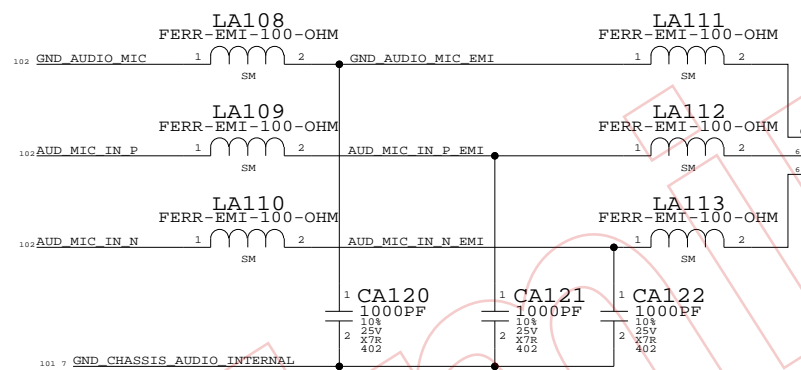 LA108 LA111
FERR-EMI-100-OHM FERR-EMI-100-OHM
102 GND_AUDIO_MIC 1 2 GND_AUDIO_MIC_EMI 1 2
SM SM
LA109 LA112
FERR-EMI-100-OHM FERR-EMI-100-OHM
102 AUD_MIC_IN_P 1 2 AUD_MIC_IN_P_EMI 1 2
SM SM
LA110 LA113
FERR-EMI-100-OHM FERR-EMI-100-OHM
102 AUD_MIC_IN_N 1 2 AUD_MIC_IN_N_EMI 1 2
SM SM
1 CA120 1 CA121 1 CA122
1000PF 1000PF 1000PF
10% 10% 10%
25V 25V 25V
2 X7R 2 X7R 2 X7R
402 402 402
101 7 GND_CHASSIS_AUDIO_INTERNAL